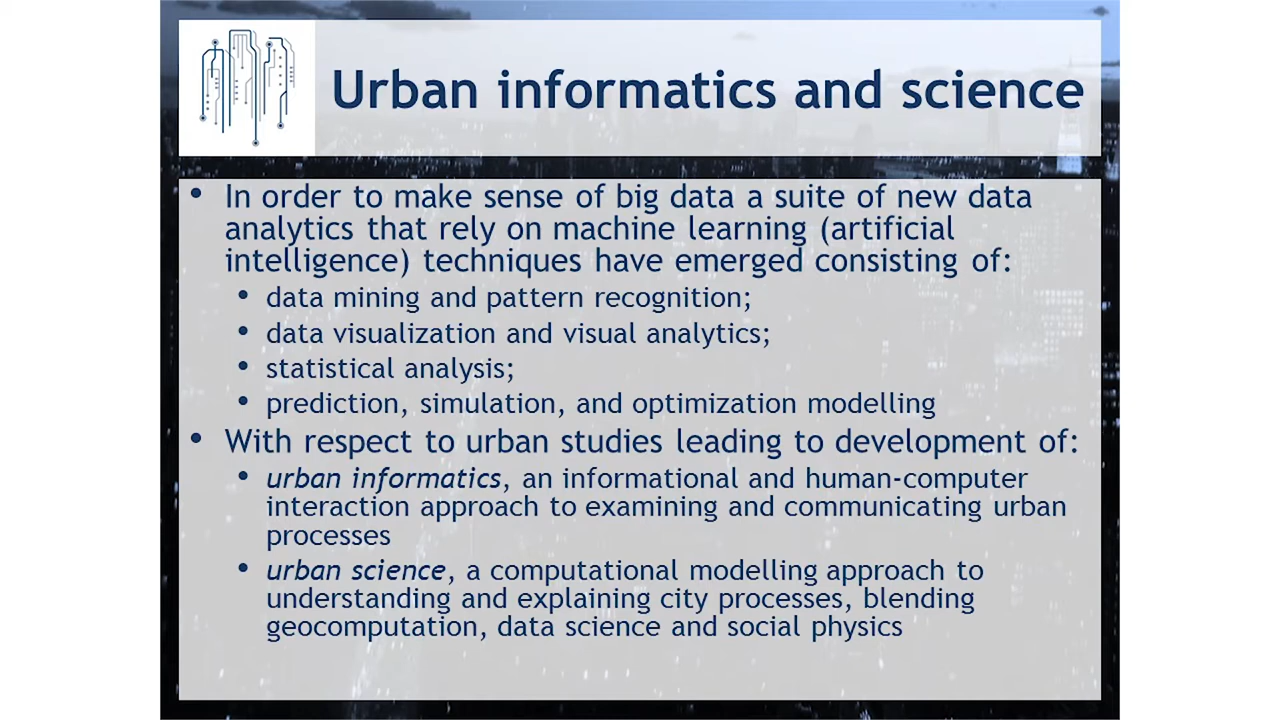 Urban informatics and science
• In order to make sense of big data a suite of new data
analytics that rely on machine learning (artificial
intelligence) techniques have emerged consisting of:
• data mining and pattern recognition;
• data visualization and visual analytics;
• statistical analysis;
• prediction, simulation, and optimization modelling
• With respect to urban studies leading to development of:
• urban informatics, an informational and human-computer
interaction approach to examining and communicating urban
processes
• urban science, a computational modelling approach to
understanding and explaining city processes, blending
geocomputation, data science and social physics